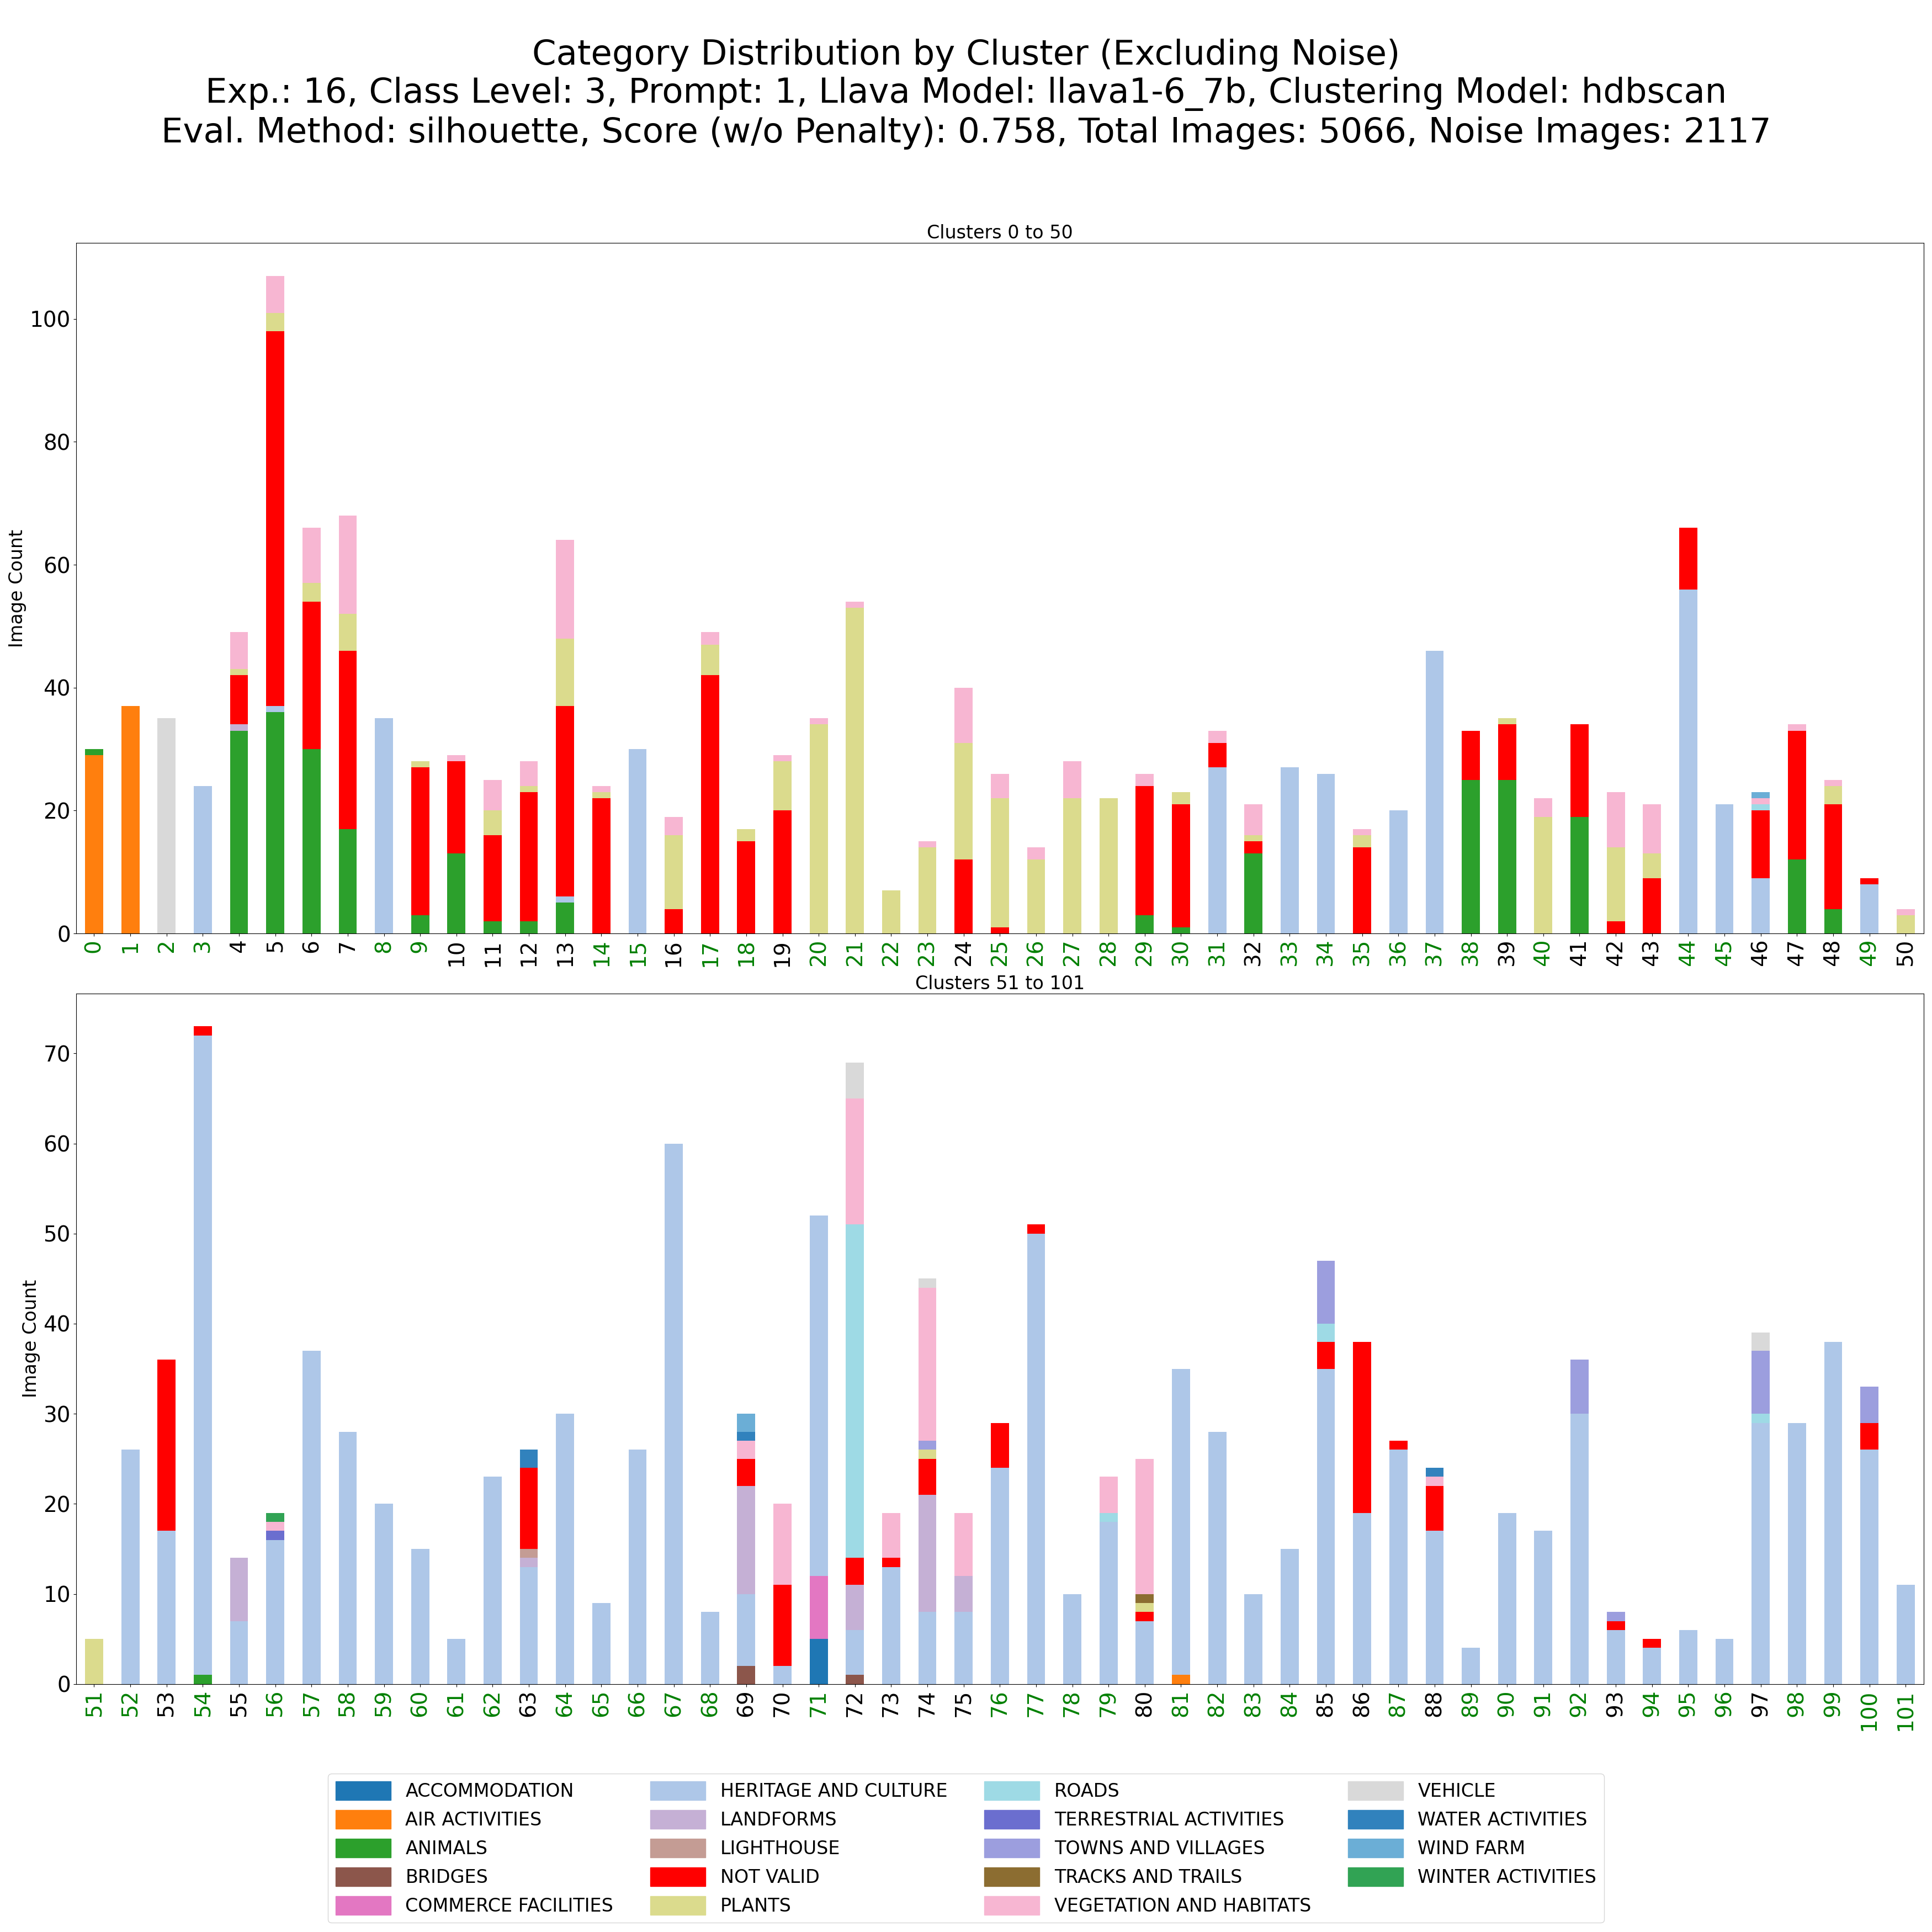 Category Distribution by Cluster (Excluding Noise)
Exp.: 16, Class Level: 3, Prompt: 1, Llava Model: llava1-6_7b, Clustering Model: hdbscan
Eval. Method: silhouette, Score (w/o Penalty): 0.758, Total Images: 5066, Noise Images: 2117
Clusters 0 to 50
Image Count
100
80
60
40
20
0
0 1 2 3 4 5 6 7 8 9 10 11 12 13 14 15 16 17 18 19 20 21 22 23 24 25 26 27 28 29 30 31 32 33 34 35 36 37 38 39 40 41 42 43 44 45 46 47 48 49 50
Clusters 51 to 101
Image Count
70
60
50
40
30
20
10
0
51 52 53 54 55 56 57 58 59 60 61 62 63 64 65 66 67 68 69 70 71 72 73 74 75 76 77 78 79 80 81 82 83 84 85 86 87 88 89 90 91 92 93 94 95 96 97 98 99 100 101
ACCOMMODATION
AIR ACTIVITIES
ANIMALS
BRIDGES
COMMERCE FACILITIES
HERITAGE AND CULTURE
LANDFORMS
LIGHTHOUSE
NOT VALID
PLANTS
ROADS
TERRESTRIAL ACTIVITIES
TOWNS AND VILLAGES
TRACKS AND TRAILS
VEGETATION AND HABITATS
VEHICLE
WATER ACTIVITIES
WIND FARM
WINTER ACTIVITIES